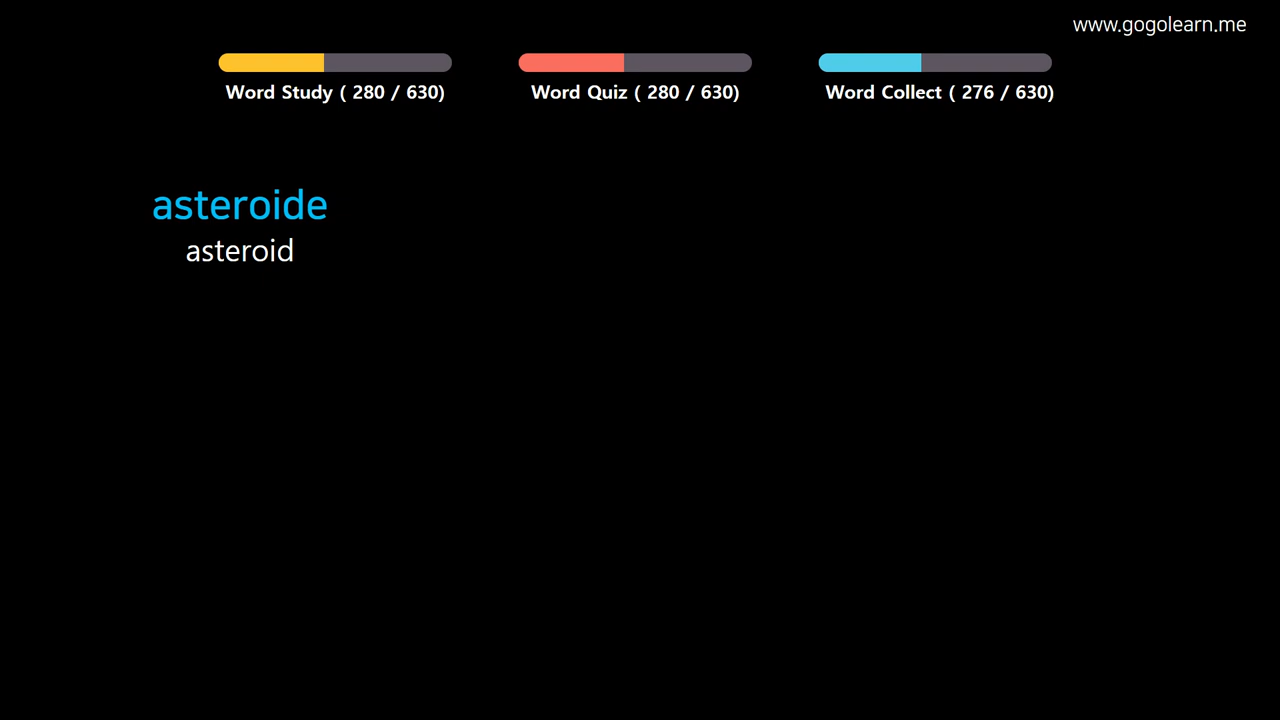 www.gogolearn.me
Word Study ( 280 / 630)
Word Quiz ( 280 / 630)
Word Collect ( 276 / 630)
asteroide
asteroid